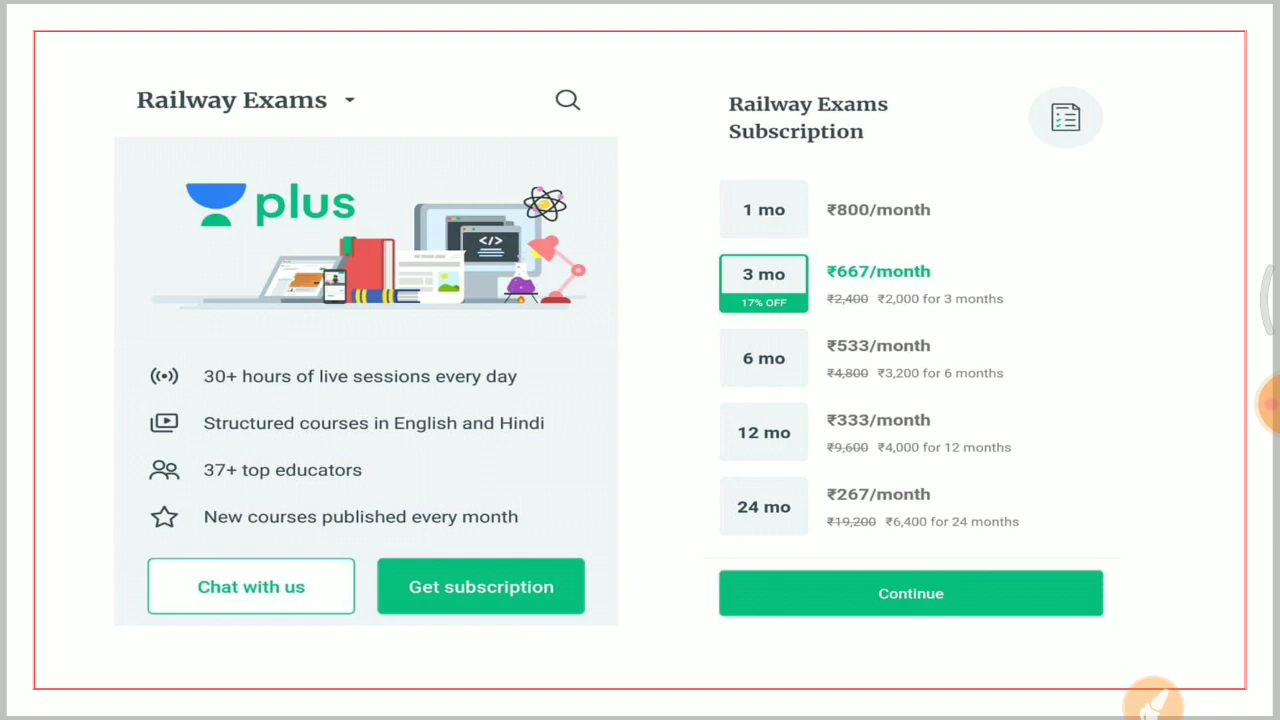 Railway Exams
plus
</>
30+ hours of live sessions every day
Structured courses in English and Hindi
37+ top educators
New courses published every month
Chat with us
Get subscription
Railway Exams
Subscription
1 mo
₹800/month
3 mo
17% OFF
₹667/month
₹2,400 ₹2,000 for 3 months
6 mo
₹533/month
₹4,800 ₹3,200 for 6 months
12 mo
₹333/month
₹9,600 ₹4,000 for 12 months
24 mo
₹267/month
₹19,200 ₹6,400 for 24 months
Continue